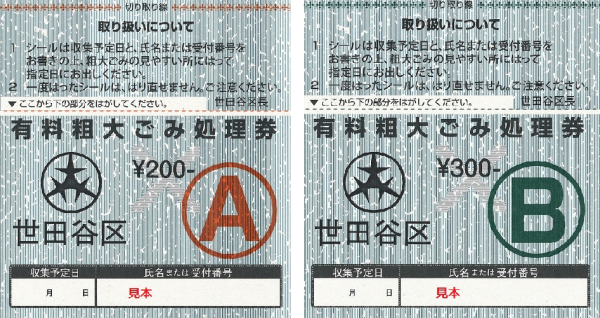 切り取り線
取り扱いについて
1 シールは収集予定日と、氏名または受付番号を
お書きの上、粗大ごみの見やすい所にはって
指定日にお出しください。
2 一度はったシールは、はり直せません。ご注意ください。
▼ここから下の部分をはがしてください。 世田谷区長
有料粗大ごみ処理券
¥200-
A
世田谷区
収集予定日 氏名または受付番号
月 日 見本
切り取り線
取り扱いについて
1 シールは収集予定日と、氏名または受付番号を
お書きの上、粗大ごみの見やすい所にはって
指定日にお出しください。
2 一度はったシールは、はり直せません。ご注意ください。
▼ここから下の部分をはがしてください。 世田谷区長
有料粗大ごみ処理券
¥300-
B
世田谷区
収集予定日 氏名または受付番号
月 日 見本